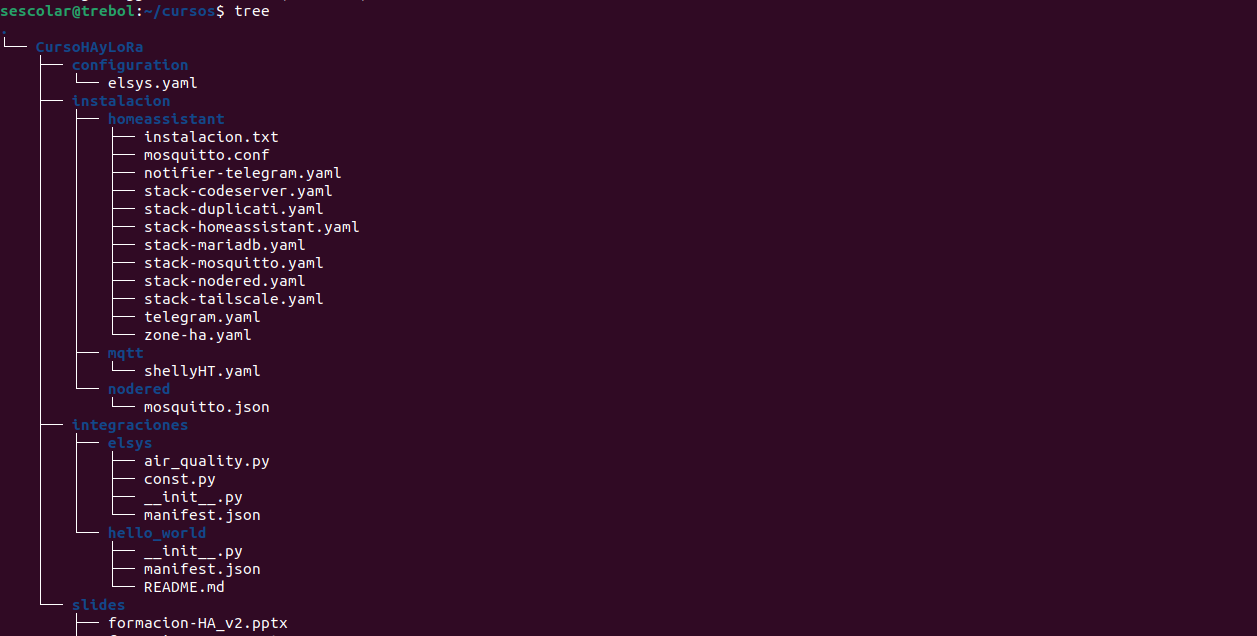 sescolar@trebol:~/cursos$ tree
.
└── CursoHAyLoRa
    ├── configuration
    │   └── elsys.yaml
    ├── instalacion
    │   ├── homeassistant
    │   │   ├── instalacion.txt
    │   │   ├── mosquitto.conf
    │   │   ├── notifier-telegram.yaml
    │   │   ├── stack-codeserver.yaml
    │   │   ├── stack-duplicati.yaml
    │   │   ├── stack-homeassistant.yaml
    │   │   ├── stack-mariadb.yaml
    │   │   ├── stack-mosquitto.yaml
    │   │   ├── stack-nodered.yaml
    │   │   ├── stack-tailscale.yaml
    │   │   ├── telegram.yaml
    │   │   └── zone-ha.yaml
    │   ├── mqtt
    │   │   └── shellyHT.yaml
    │   └── nodered
    │       └── mosquitto.json
    ├── integraciones
    │   ├── elsys
    │   │   ├── air_quality.py
    │   │   ├── const.py
    │   │   ├── __init__.py
    │   │   └── manifest.json
    │   └── hello_world
    │       ├── __init__.py
    │       ├── manifest.json
    │       └── README.md
    └── slides
        ├── formacion-HA_v2.pptx